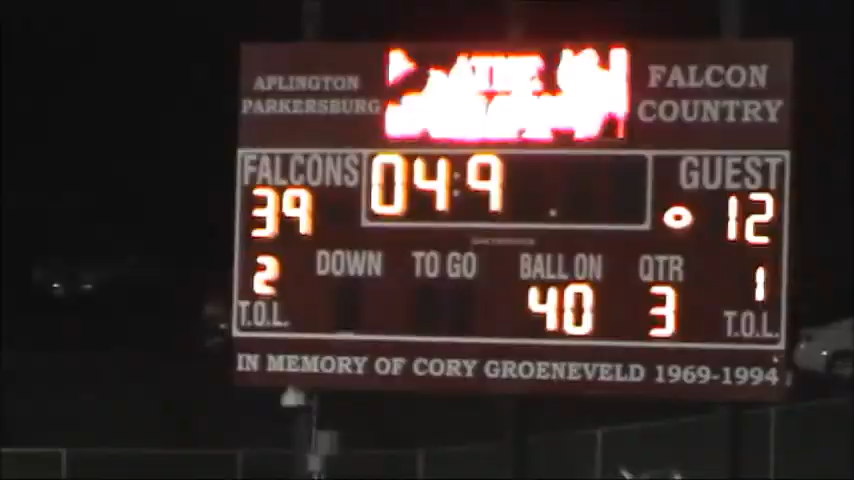 APLINGTON
PARKERSBURG
FALCON
COUNTRY
FALCONS 04:9 . GUEST
39 12
DOWN TO GO BALL ON QTR
2 40 3 1
T.O.L. T.O.L.
IN MEMORY OF CORY GROENEVELD 1969-1994